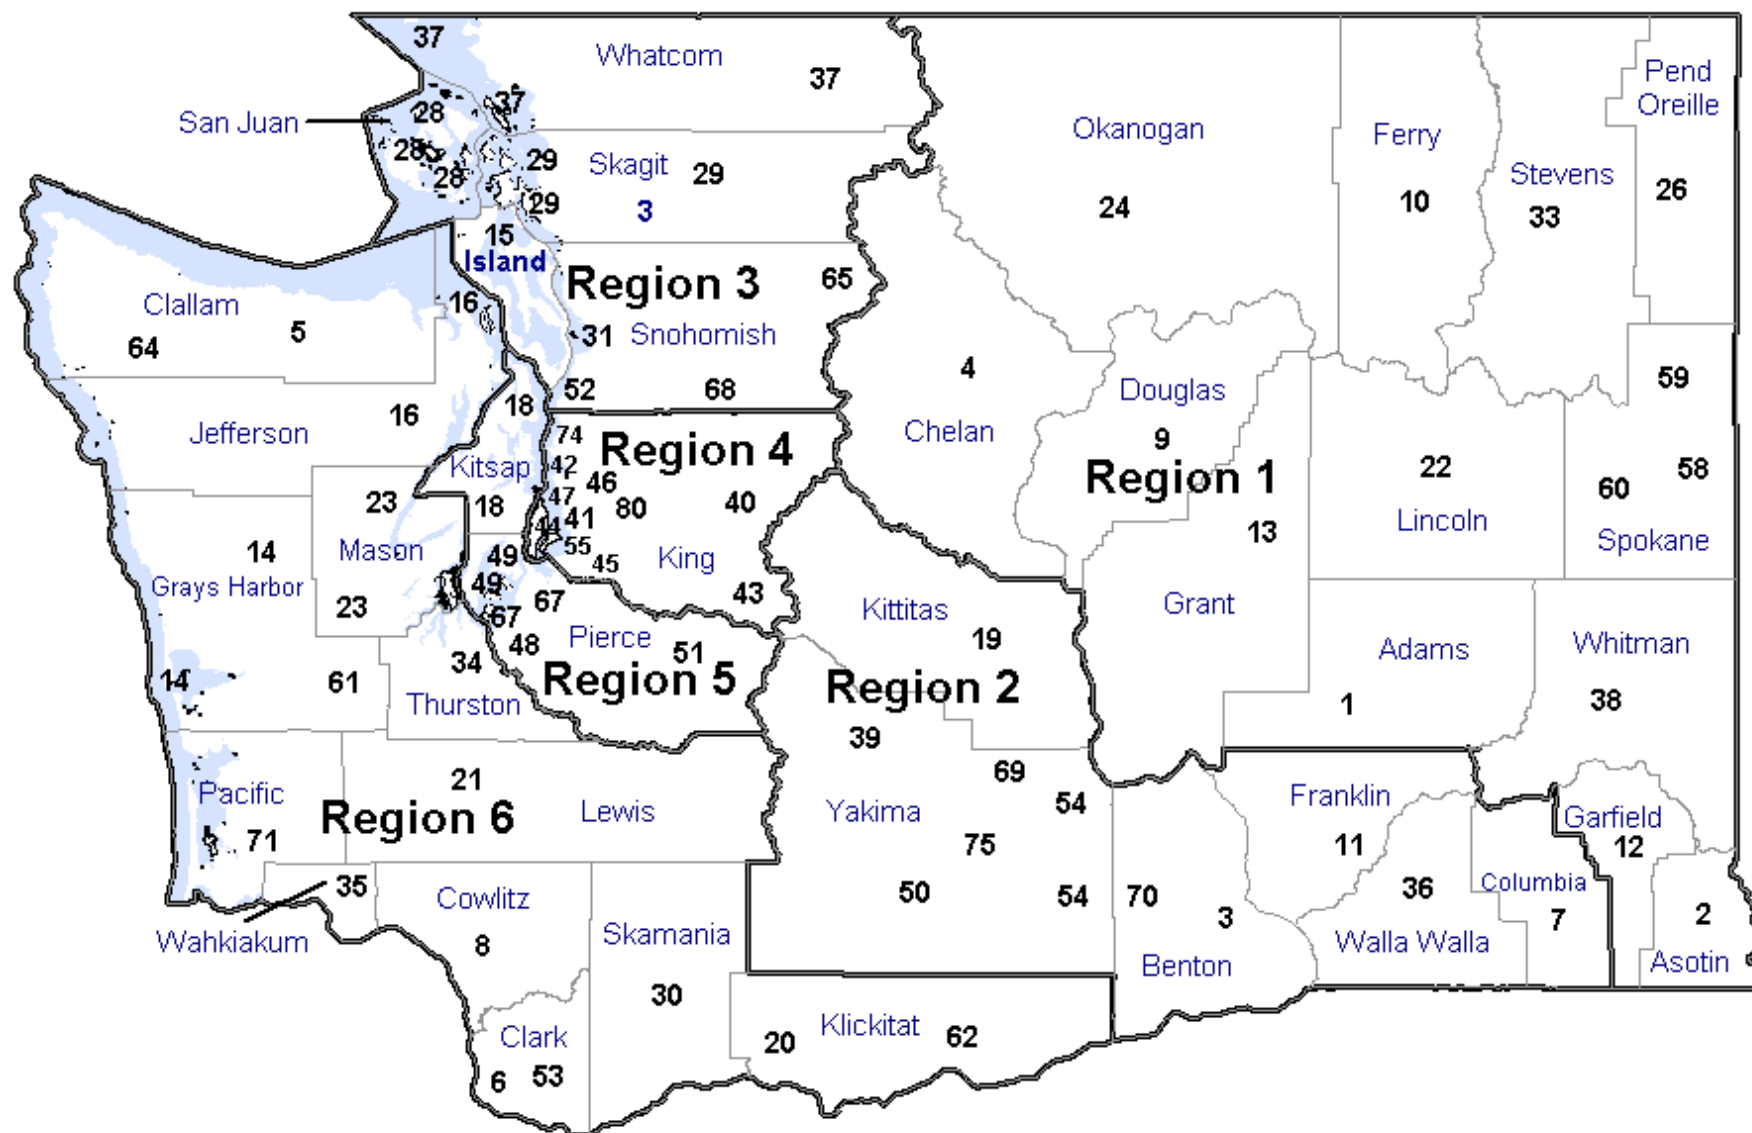 37
Whatcom
37
Pend
Oreille
San Juan
28
37
Okanogan
Ferry
28
29
Skagit
29
Stevens
28
29
3
24
10
33
26
15
Island
Region 3
65
Clallam
16
64
5
31
Snohomish
4
59
52
68
Douglas
16
18
Jefferson
74
Region 4
Chelan
9
Kitsap
42
46
Region 1
22
60
58
23
18
47
80
40
41
44
13
Lincoln
Spokane
14
Mason
49
55
45
King
Grays Harbor
49
43
23
67
67
Kittitas
Grant
34
48
Pierce
51
19
Adams
Whitman
14
61
Region 5
Region 2
Thurston
1
38
39
21
69
Pacific
Region 6
Lewis
Yakima
54
Franklin
Garfield
71
75
11
12
35
Cowlitz
50
54
70
36
Columbia
Wahkiakum
8
Skamania
3
Walla Walla
7
2
Benton
Asotin
30
Clark
Klickitat
62
20
6
53